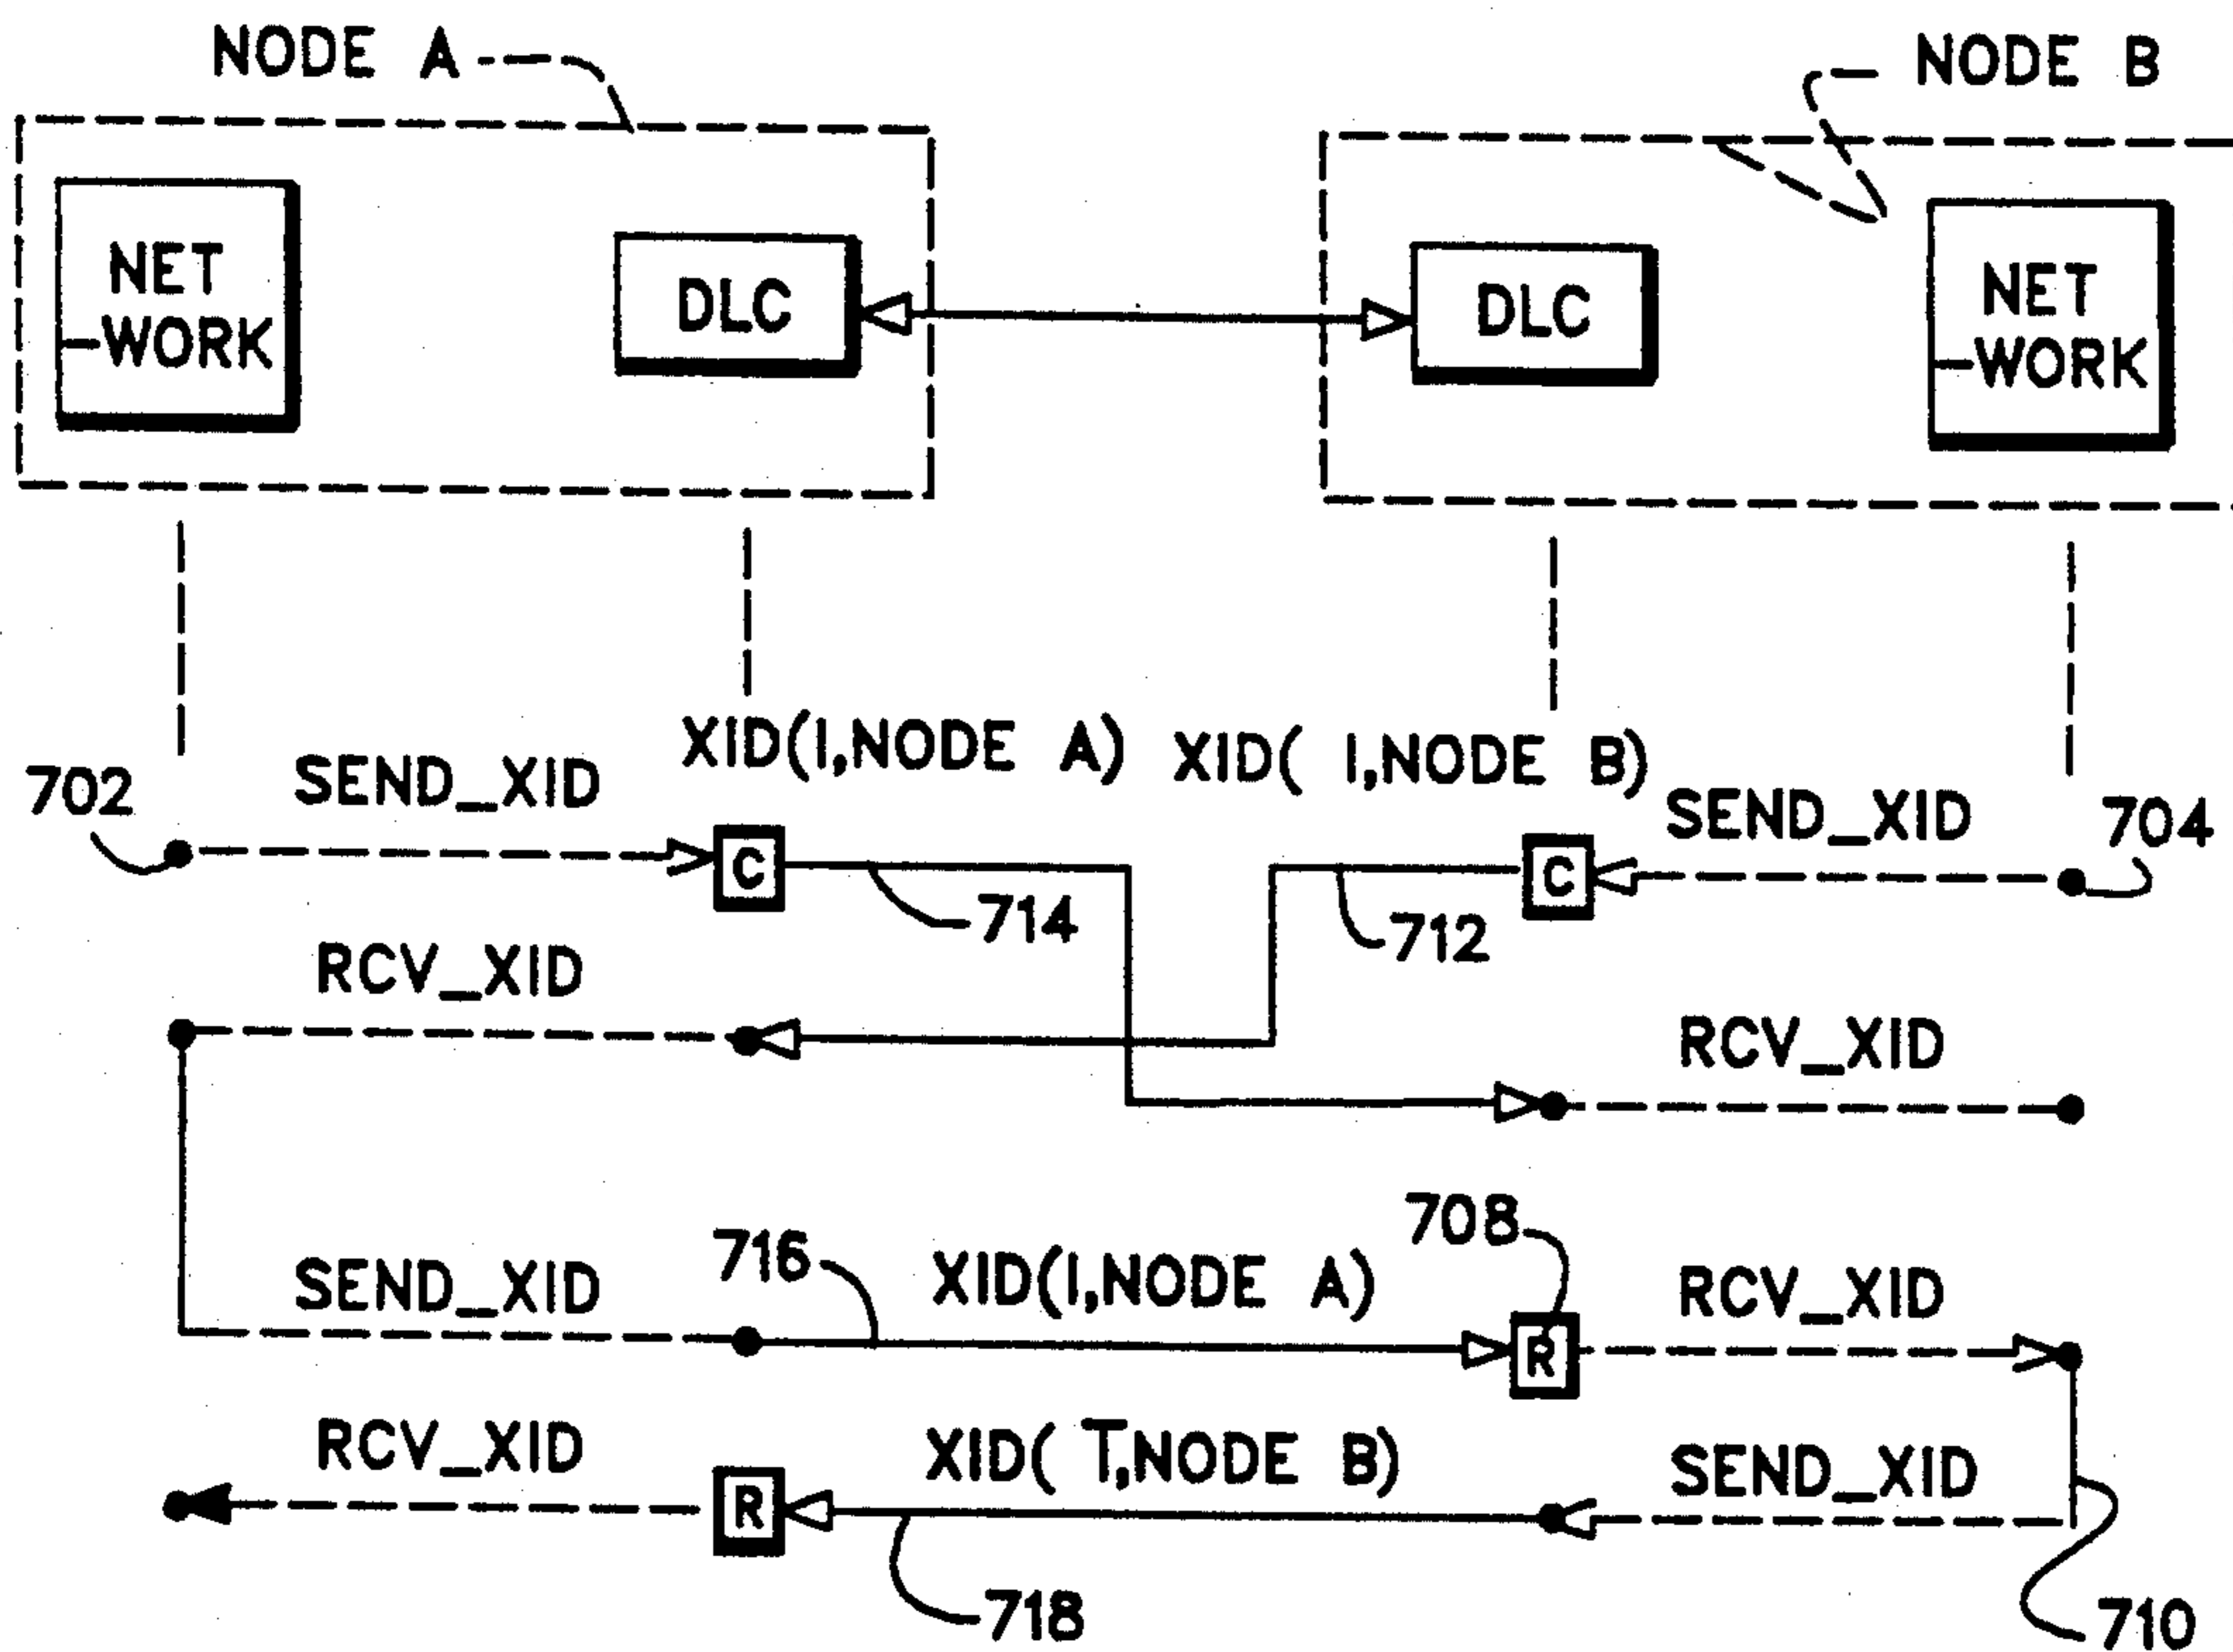 NODE A
NODE B
NET
-WORK
DLC
DLC
NET
-WORK
XID(I,NODE A)
XID( I,NODE B)
702
SEND_XID
SEND_XID
704
C
C
714
712
RCV_XID
RCV_XID
708
716
SEND_XID
XID(I,NODE A)
RCV_XID
R
RCV_XID
XID( T,NODE B)
SEND_XID
R
718
710